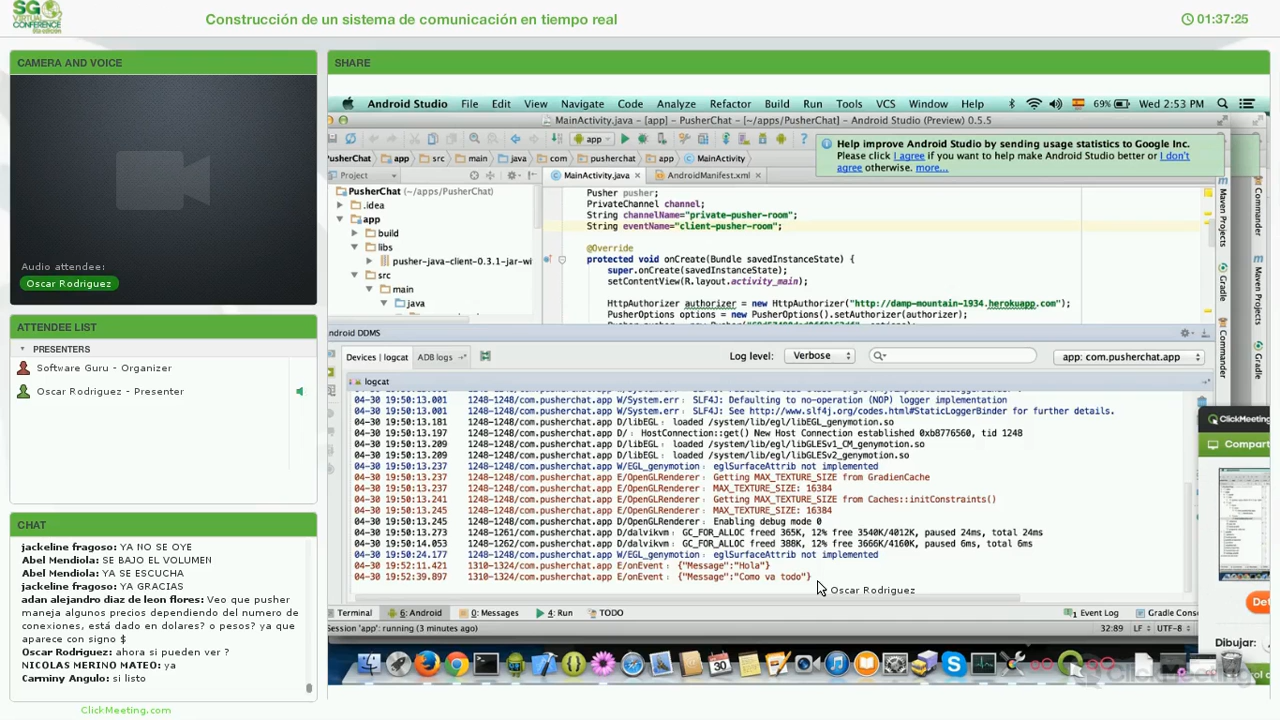 SG
VIRTUAL
CONFERENCE
Construcción de un sistema de comunicación en tiempo real
01:37:25
CAMERA AND VOICE
Audio attendee:
Oscar Rodriguez
ATTENDEE LIST
PRESENTERS
Software Guru - Organizer
Oscar Rodriguez - Presenter
CHAT
jackeline fragoso: YA NO SE OYE
Abel Mendiola: SE BAJO EL VOLUMEN
Abel Mendiola: YA SE ESCUCHA
jackeline fragoso: YA GRACIAS
adan alejandro diaz de leon flores: Veo que pusher
maneja algunos precios dependiendo del numero de
conexiones, está dado en dolares? o pesos? ya que
aparece con signo $
Oscar Rodriguez: ahora si pueden ver ?
NICOLAS MERINO MATEO: ya
Carminy Angulo: si listo
ClickMeeting.com
SHARE
Android Studio File Edit View Navigate Code Analyze Refactor Build Run Tools VCS Window Help 69% Wed 2:53 PM
MainActivity.java - [app] - PusherChat - [~/apps/PusherChat] - Android Studio (Preview) 0.5.5
app
Help improve Android Studio by sending usage statistics to Google Inc.
Please click I agree if you want to help make Android Studio better or I don't
agree otherwise. more...
PusherChat app src main java com pusherchat app MainActivity
Project
MainActivity.java AndroidManifest.xml
PusherChat (~/apps/PusherChat)
.idea
app
build
libs
pusher-java-client-0.3.1-jar-wi
src
main
java
Pusher pusher;
PrivateChannel channel;
String channelName="private-pusher-room";
String eventName="client-pusher-room";
@Override
protected void onCreate(Bundle savedInstanceState) {
super.onCreate(savedInstanceState);
setContentView(R.layout.activity_main);
HttpAuthorizer authorizer = new HttpAuthorizer("http://damp-mountain-1934.herokuapp.com");
PusherOptions options = new PusherOptions().setAuthorizer(authorizer);
Maven Projects
Gradle
Commander
Commander
Maven Projects
Gradle
Android DDMS
Devices | logcat ADB logs
Log level: Verbose
app: com.pusherchat.app
logcat
04-30 19:50:13.001 1248-1248/com.pusherchat.app W/System.err: SLF4J: Defaulting to no-operation (NOP) logger implementation
04-30 19:50:13.001 1248-1248/com.pusherchat.app W/System.err: SLF4J: See http://www.slf4j.org/codes.html#StaticLoggerBinder for further details.
04-30 19:50:13.181 1248-1248/com.pusherchat.app D/libEGL: loaded /system/lib/egl/libEGL_genymotion.so
04-30 19:50:13.197 1248-1248/com.pusherchat.app D/: HostConnection::get() New Host Connection established 0xb8776560, tid 1248
04-30 19:50:13.209 1248-1248/com.pusherchat.app D/libEGL: loaded /system/lib/egl/libGLESv1_CM_genymotion.so
04-30 19:50:13.209 1248-1248/com.pusherchat.app D/libEGL: loaded /system/lib/egl/libGLESv2_genymotion.so
04-30 19:50:13.237 1248-1248/com.pusherchat.app W/EGL_genymotion: eglSurfaceAttrib not implemented
04-30 19:50:13.237 1248-1248/com.pusherchat.app E/OpenGLRenderer: Getting MAX_TEXTURE_SIZE from GradienCache
04-30 19:50:13.237 1248-1248/com.pusherchat.app E/OpenGLRenderer: MAX_TEXTURE_SIZE: 16384
04-30 19:50:13.241 1248-1248/com.pusherchat.app E/OpenGLRenderer: Getting MAX_TEXTURE_SIZE from Caches::initConstraints()
04-30 19:50:13.245 1248-1248/com.pusherchat.app E/OpenGLRenderer: MAX_TEXTURE_SIZE: 16384
04-30 19:50:13.245 1248-1248/com.pusherchat.app D/OpenGLRenderer: Enabling debug mode 0
04-30 19:50:13.273 1248-1261/com.pusherchat.app D/dalvikvm: GC_FOR_ALLOC freed 365K, 12% free 3540K/4012K, paused 24ms, total 24ms
04-30 19:50:14.053 1248-1262/com.pusherchat.app D/dalvikvm: GC_FOR_ALLOC freed 388K, 12% free 3666K/4160K, paused 6ms, total 6ms
04-30 19:50:24.177 1248-1248/com.pusherchat.app W/EGL_genymotion: eglSurfaceAttrib not implemented
04-30 19:52:11.421 1310-1324/com.pusherchat.app E/onEvent: {"Message":"Hola"}
04-30 19:52:39.897 1310-1324/com.pusherchat.app E/onEvent: {"Message":"Como va todo"}
Oscar Rodriguez
Terminal 6: Android 0: Messages 4: Run TODO 1 Event Log Gradle Cons
Session 'app': running (3 minutes ago) 32:89 LF UTF-8
ClickMeeting
Compart
Det
Dibujar:
ClickMeeting